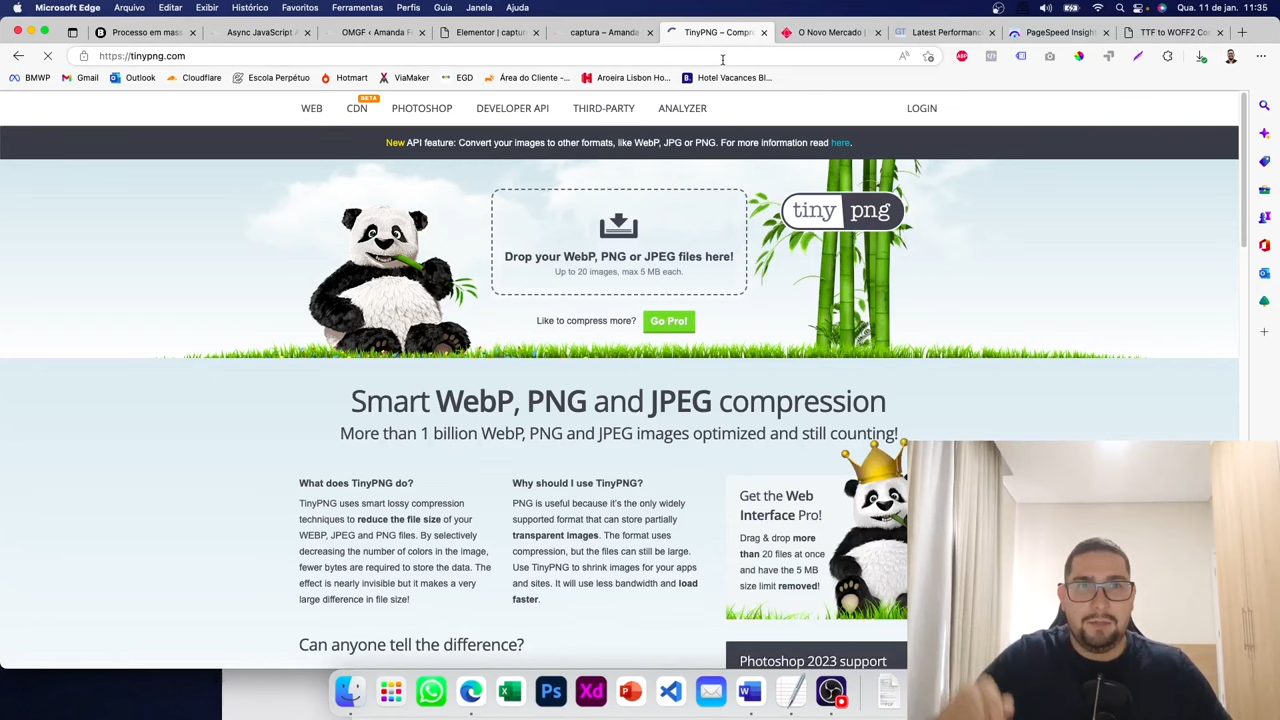 Microsoft Edge Arquivo Editar Exibir Histórico Favoritos Ferramentas Perfis Guia Janela Ajuda
Qua. 11 de jan. 11:35
Processo em mass
Async JavaScript A
OMGF ‹ Amanda F
Elementor | captur
captura – Amanda
TinyPNG – Compr
O Novo Mercado |
Latest Performanc
PageSpeed Insigh
TTF to WOFF2 Con
https://tinypng.com
BMWP
Gmail
Outlook
Cloudflare
Escola Perpétuo
Hotmart
ViaMaker
EGD
Área do Cliente -...
Aroeira Lisbon Ho...
Hotel Vacances Bl...
WEB
CDN
BETA
PHOTOSHOP
DEVELOPER API
THIRD-PARTY
ANALYZER
LOGIN
New API feature: Convert your images to other formats, like WebP, JPG or PNG. For more information read here.
tiny png
Drop your WebP, PNG or JPEG files here!
Up to 20 images, max 5 MB each.
Like to compress more? Go Pro!
Smart WebP, PNG and JPEG compression
More than 1 billion WebP, PNG and JPEG images optimized and still counting!
What does TinyPNG do?
TinyPNG uses smart lossy compression
techniques to reduce the file size of your
WEBP, JPEG and PNG files. By selectively
decreasing the number of colors in the image,
fewer bytes are required to store the data. The
effect is nearly invisible but it makes a very
large difference in file size!
Why should I use TinyPNG?
PNG is useful because it's the only widely
supported format that can store partially
transparent images. The format uses
compression, but the files can still be large.
Use TinyPNG to shrink images for your apps
and sites. It will use less bandwidth and load
faster.
Get the Web
Interface Pro!
Drag & drop more
than 20 files at once
and have the 5 MB
size limit removed!
Can anyone tell the difference?
Photoshop 2023 support
Ps
Xd